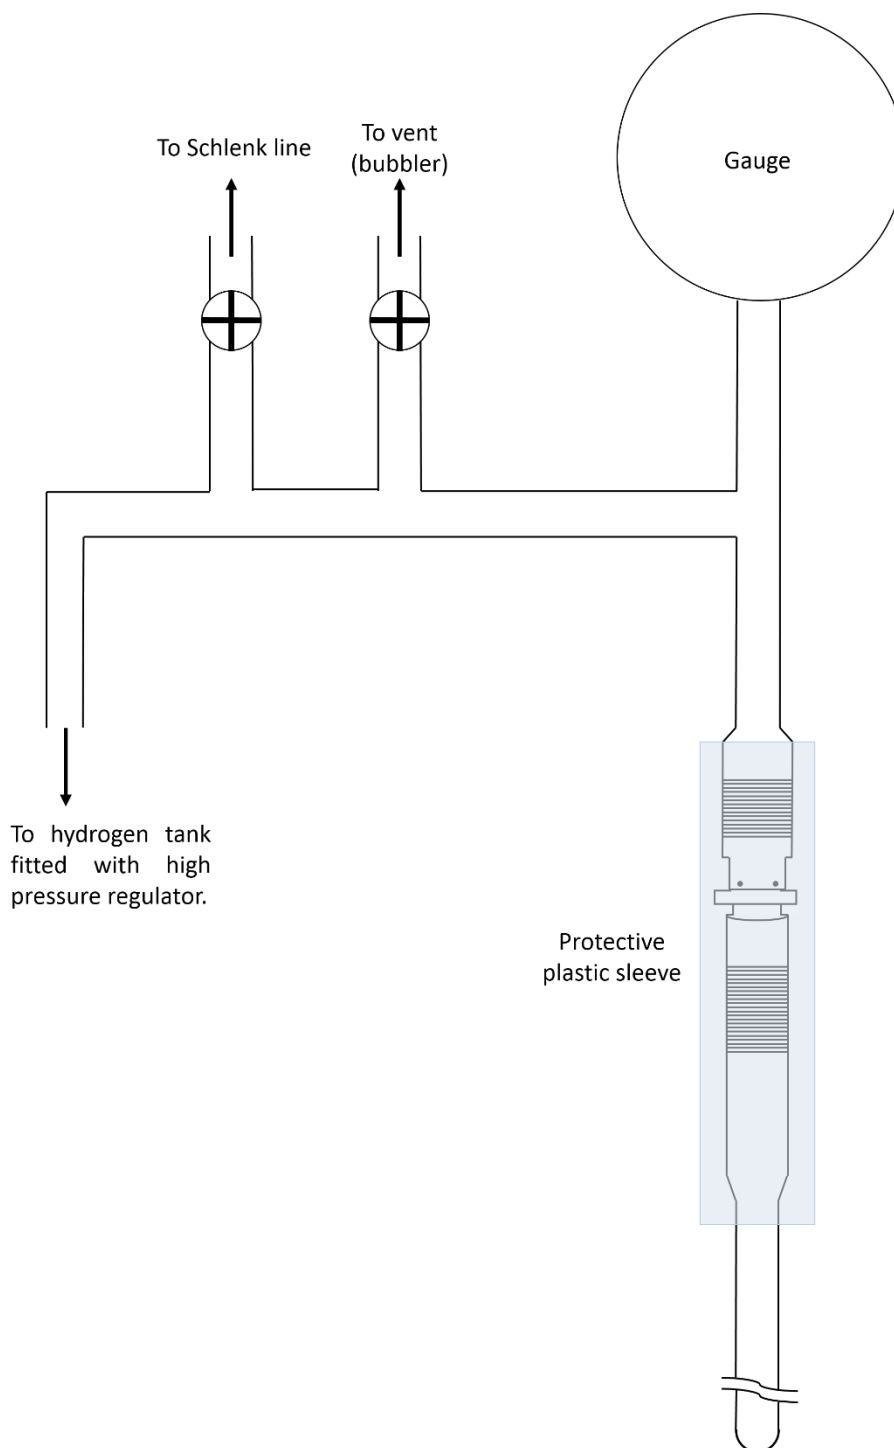 To Schlenk line
To vent
(bubbler)
Gauge
To hydrogen tank
fitted with high
pressure regulator.
Protective
plastic sleeve